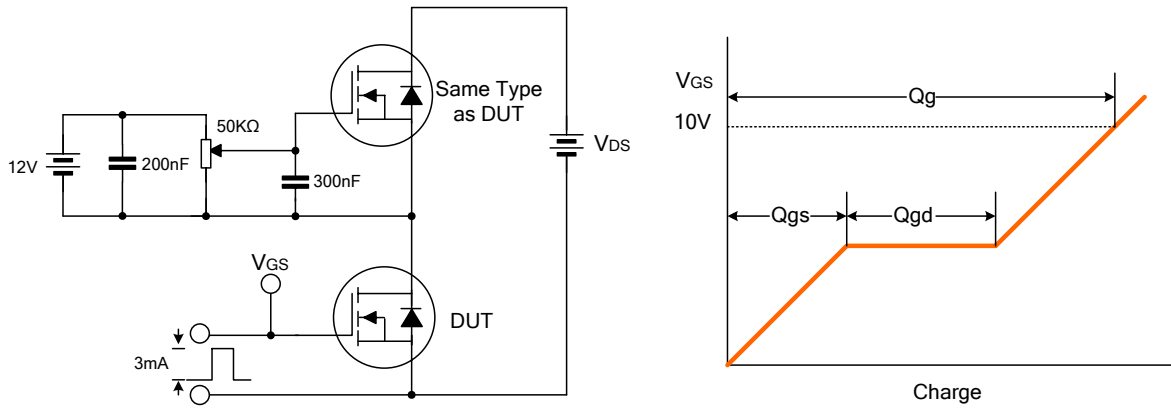 12V
200nF
50KΩ
300nF
Same Type
as DUT
VDS
VGS
DUT
3mA
VGS
10V
Qg
Qgs
Qgd
Charge